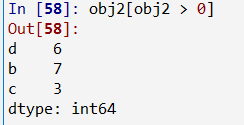 In [58]: obj2[obj2 > 0]
Out[58]:
d    6
b    7
c    3
dtype: int64